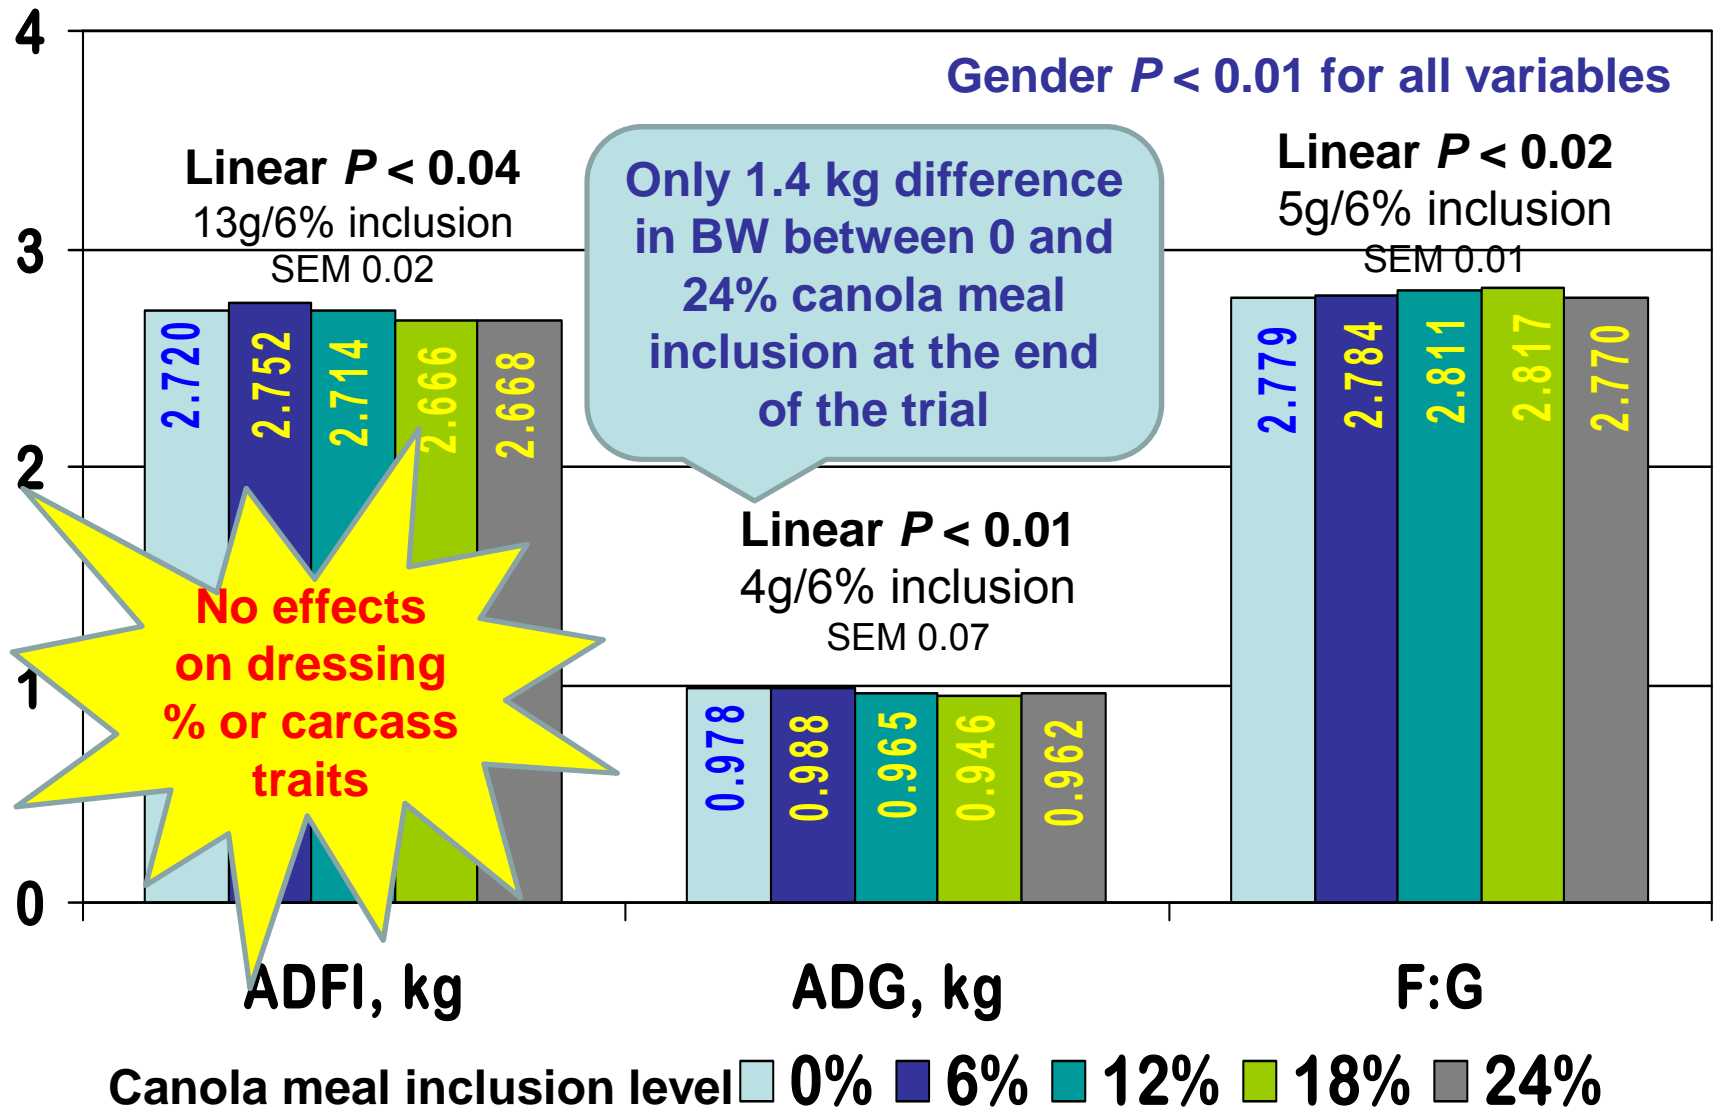 4
3
2
1
0
Gender P < 0.01 for all variables
Linear P < 0.04
13g/6% inclusion
SEM 0.02
Only 1.4 kg difference
in BW between 0 and
24% canola meal
inclusion at the end
of the trial
Linear P < 0.02
5g/6% inclusion
SEM 0.01
2.720
2.752
2.714
2.666
2.668
No effects
on dressing
% or carcass
traits
Linear P < 0.01
4g/6% inclusion
SEM 0.07
0.978
0.988
0.965
0.946
0.962
2.779
2.784
2.811
2.817
2.770
ADFI, kg
ADG, kg
F:G
Canola meal inclusion level 0% 6% 12% 18% 24%